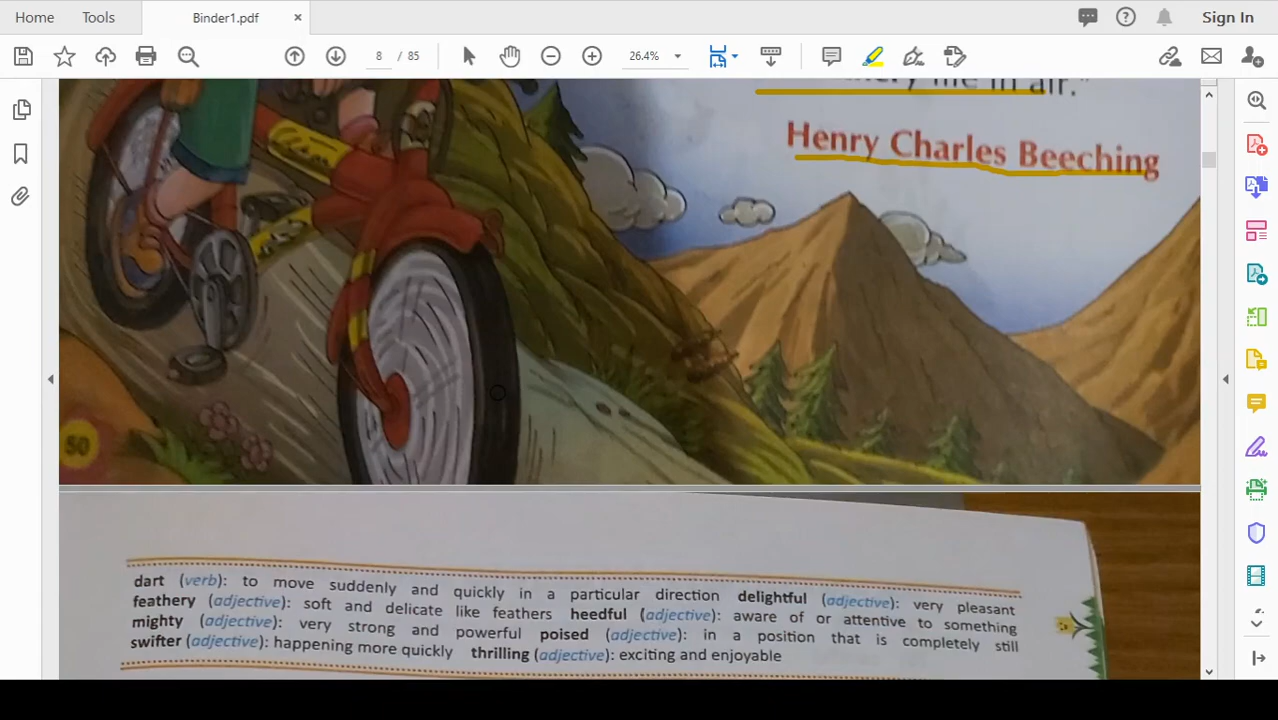 Home Tools Binder1.pdf × Sign In
8 / 85 26.4%
me in air."
Henry Charles Beeching
50
dart (verb): to move suddenly and quickly in a particular direction delightful (adjective): very pleasant
feathery (adjective): soft and delicate like feathers heedful (adjective): aware of or attentive to something
mighty (adjective): very strong and powerful poised (adjective): in a position that is completely still
swifter (adjective): happening more quickly thrilling (adjective): exciting and enjoyable